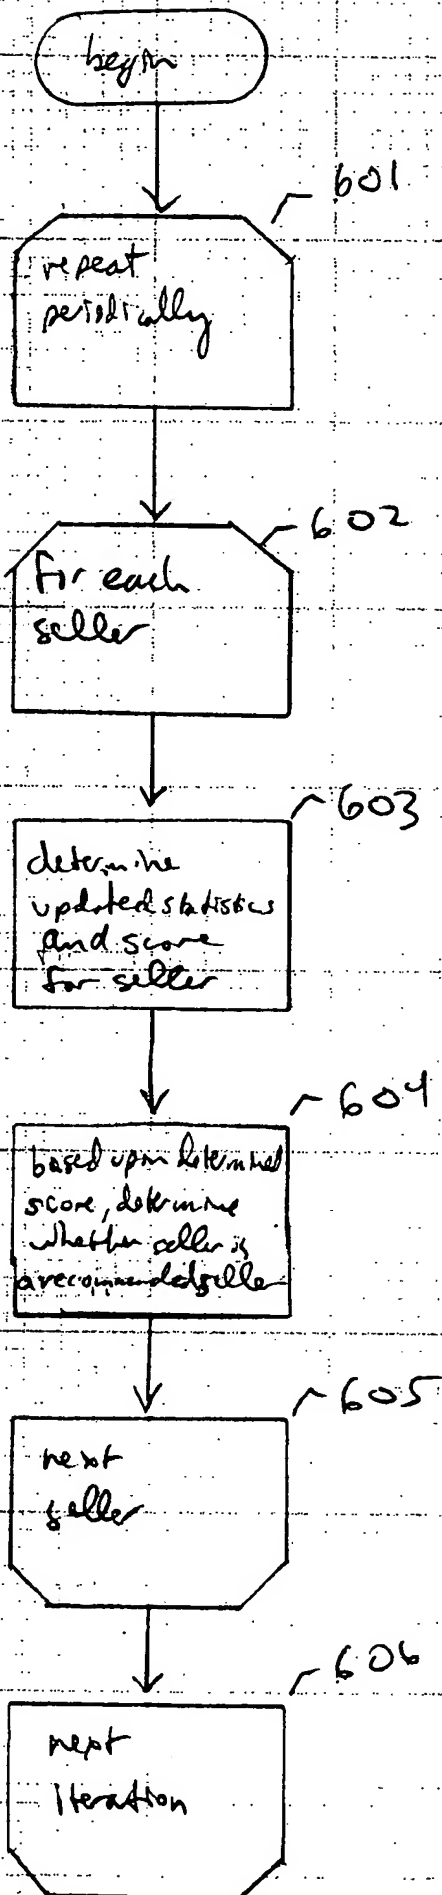 begin
601
repeat
periodically
602
for each
seller
603
determine
updated statistics
and score
for seller
604
based upon determined
score, determine
whether seller is
a recommended seller
605
next
seller
606
next
iteration